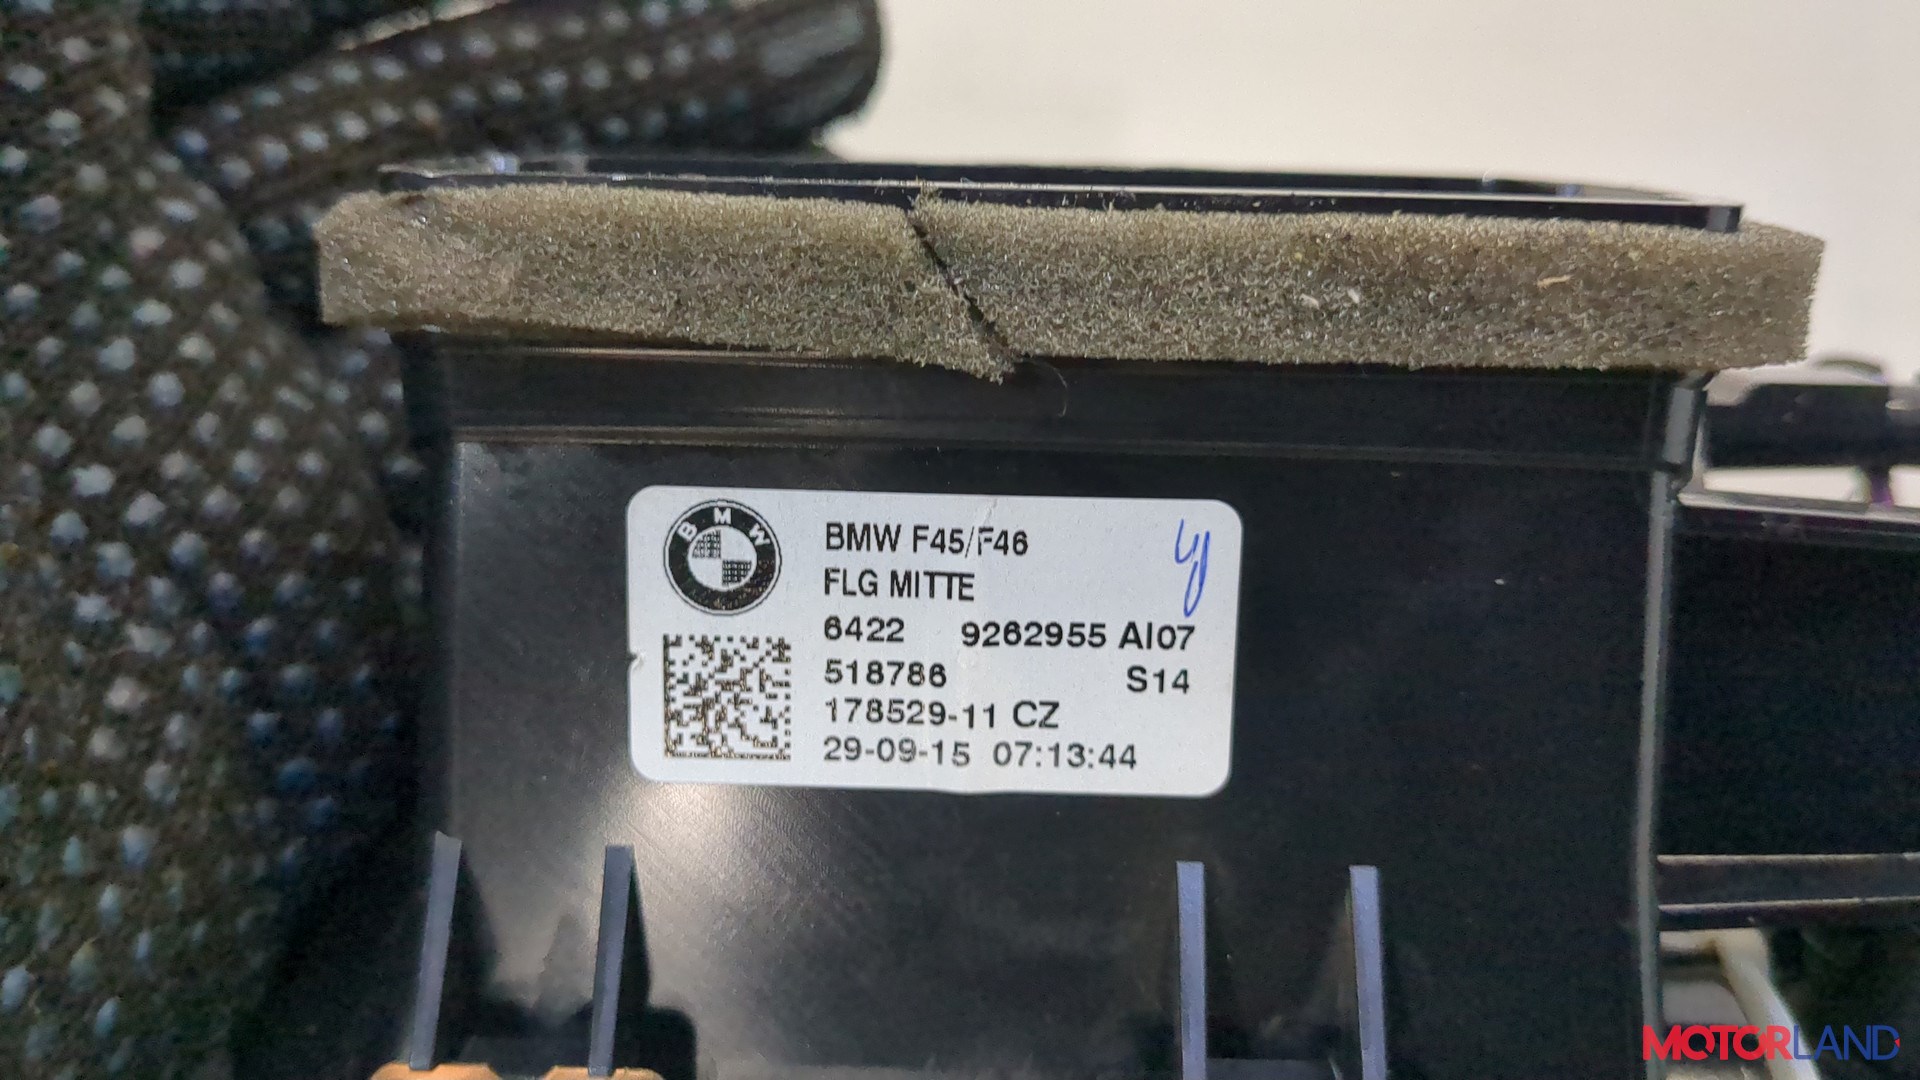 BMW
BMW F45/F46
FLG MITTE
6422 9262955 AI07
518786 S14
178529-11 CZ
29-09-15 07:13:44
MOTORLAND